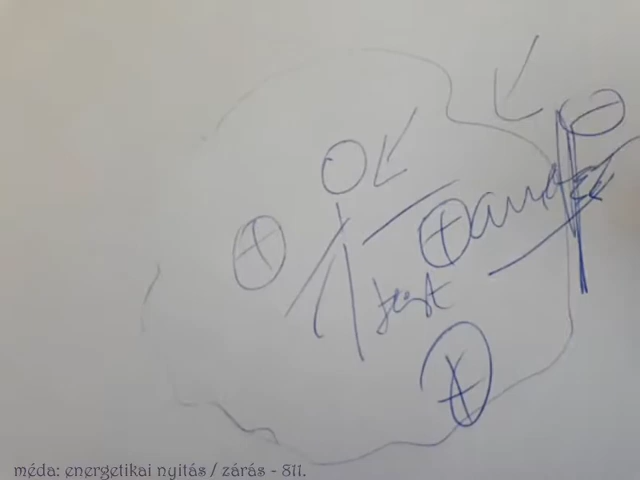 test
méda: energetikai nyitás / zárás - 811.